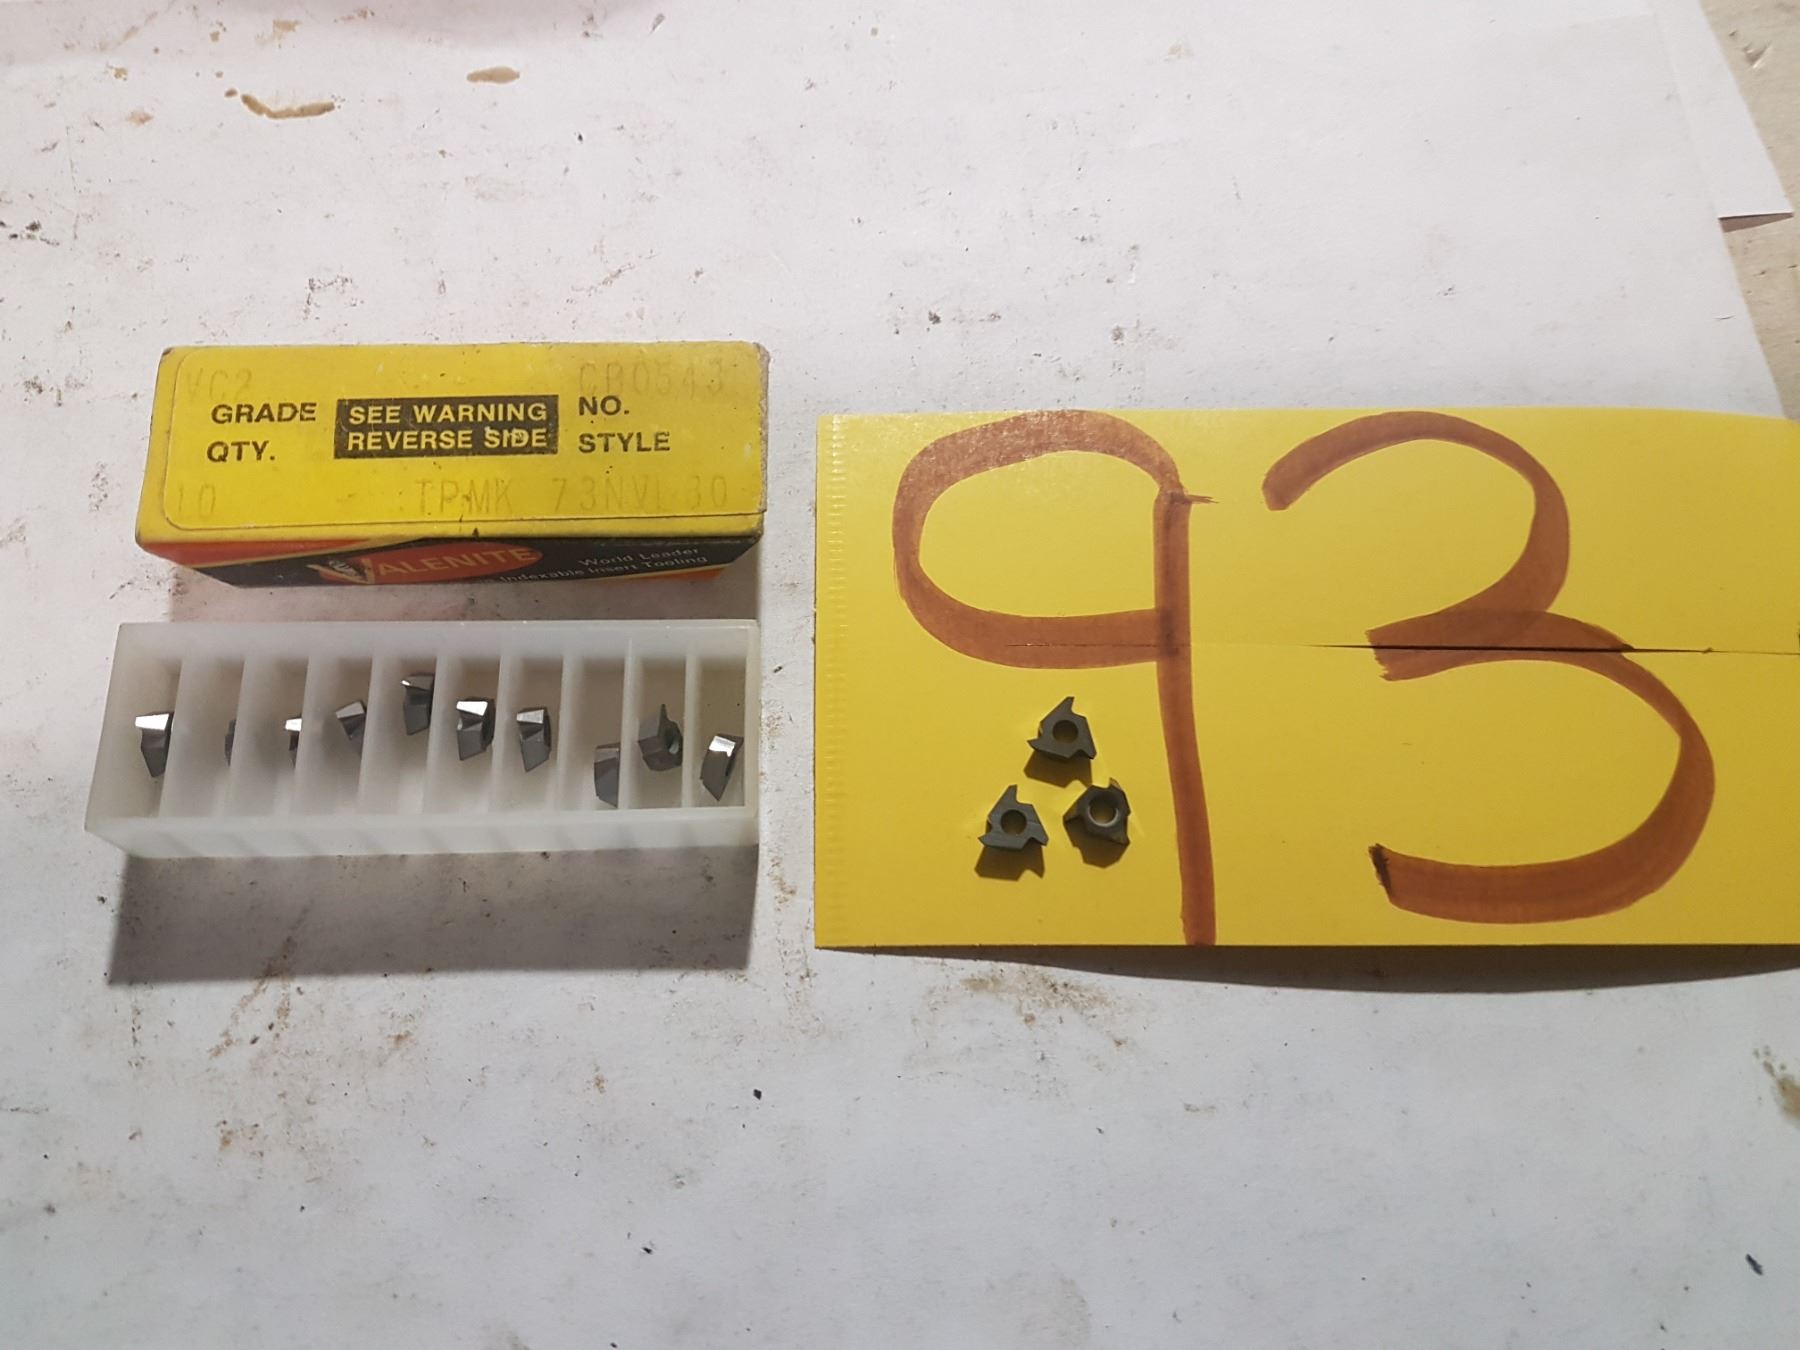 VC2 CB0543
GRADE SEE WARNING NO.
QTY. REVERSE SIDE STYLE
10 TPMK 73NVL30
VALENITE World Leader
Indexable Insert Tooling
93